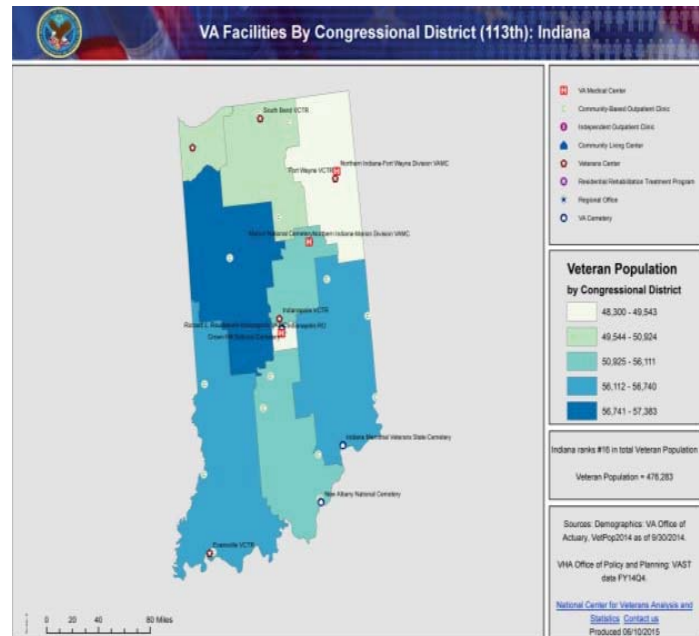 VA Facilities By Congressional District (113th): Indiana
VA Medical Center
Community-Based Outpatient Clinic
Independent Outpatient Clinic
Community Living Center
Veterans Center
Residential Rehabilitation Treatment Program
Regional Office
VA Cemetery
South Bend VCTR
Northern Indiana-Fort Wayne Division VAMC
Fort Wayne VCTR
Marion National Cemetery
Northern Indiana-Marion Division VAMC
Indianapolis VCTR
Richard L. Roudebush
Indianapolis RO
Crown Hill National Cemetery
Indiana Memorial Veterans State Cemetery
New Albany National Cemetery
Evansville VCTR
Veteran Population
by Congressional District
48,300 - 49,543
49,544 - 50,924
50,925 - 56,111
56,112 - 56,740
56,741 - 57,383
Indiana ranks #16 in total Veteran Population
Veteran Population = 476,283
Sources: Demographics: VA Office of
Actuary, VetPop2014 as of 9/30/2014.
VHA Office of Policy and Planning: VAST
data FY14Q4.
National Center for Veterans Analysis and
Statistics Contact us
Produced 06/10/2015
0 20 40 80 Miles